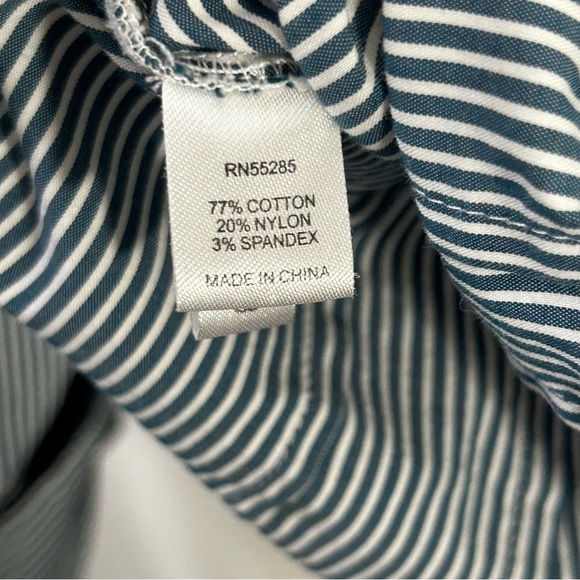 RN55285
77% COTTON
20% NYLON
3% SPANDEX
MADE IN CHINA